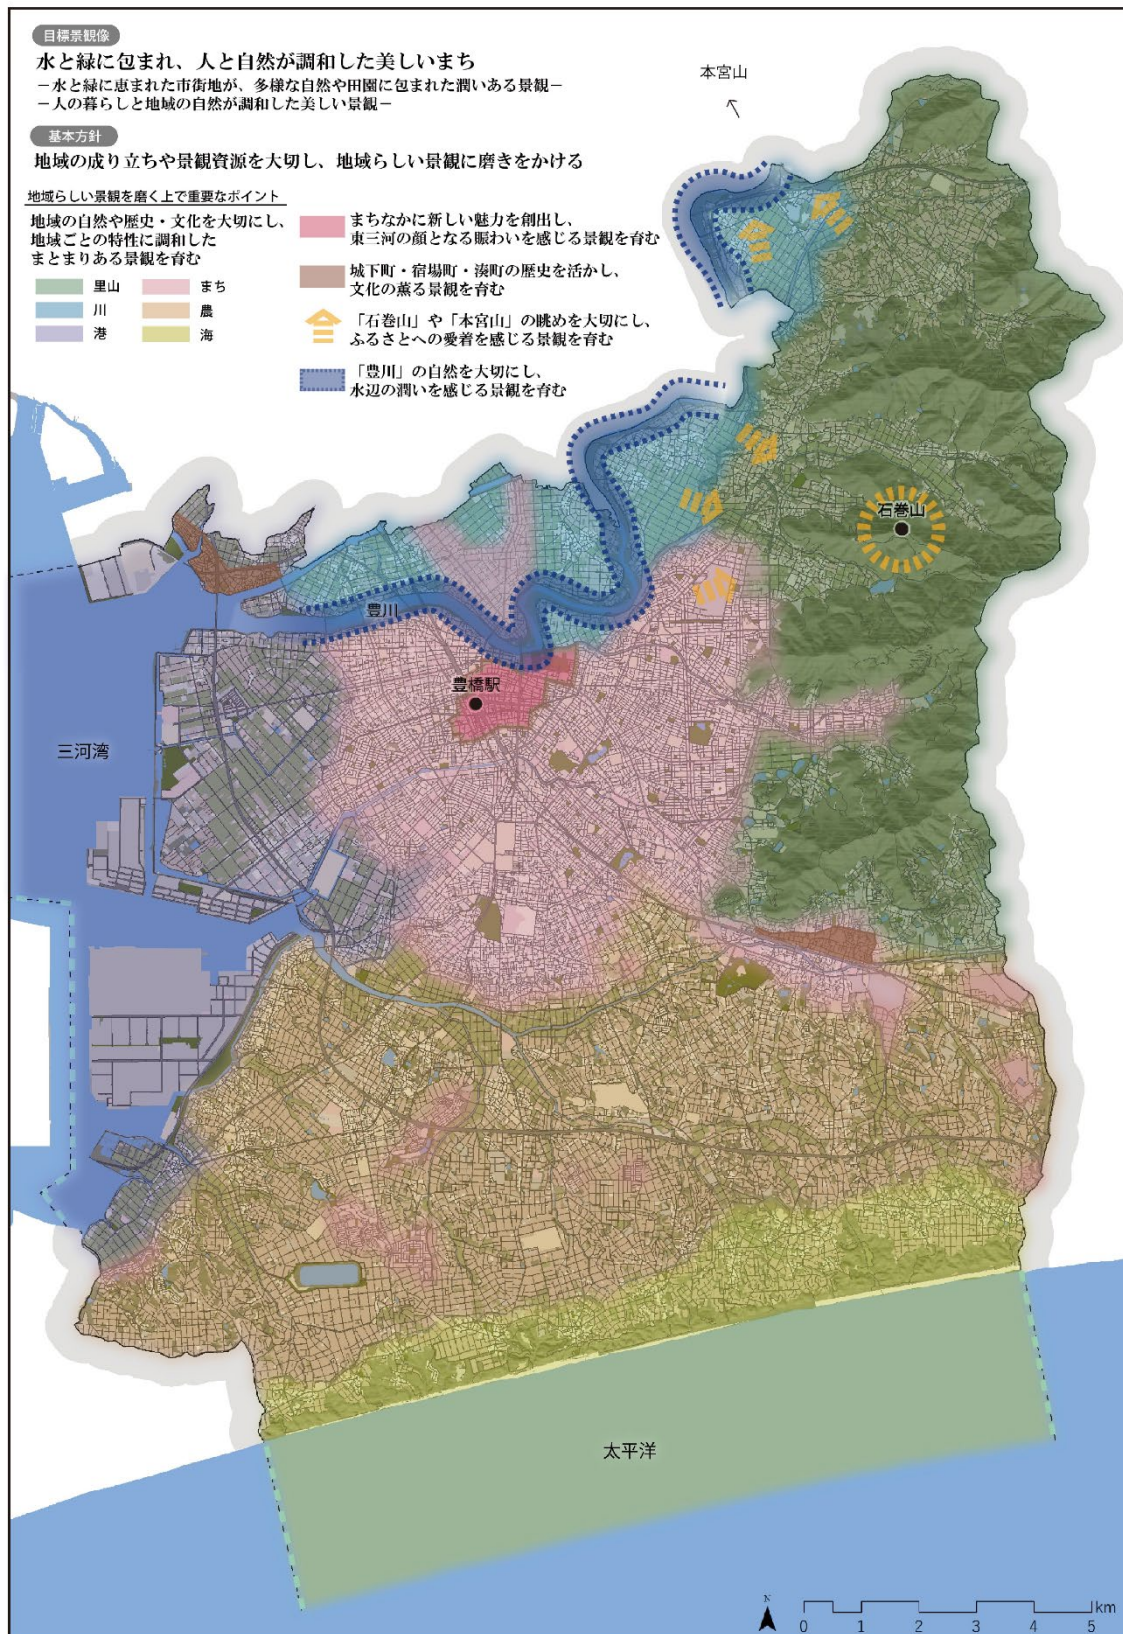 目標景観像
水と緑に包まれ、人と自然が調和した美しいまち
－水と緑に恵まれた市街地が、多様な自然や田園に包まれた潤いある景観－
－人の暮らしと地域の自然が調和した美しい景観－
基本方針
地域の成り立ちや景観資源を大切し、地域らしい景観に磨きをかける
地域らしい景観を磨く上で重要なポイント
地域の自然や歴史・文化を大切にし、
地域ごとの特性に調和した
まとまりある景観を育む
里山
まち
川
農
港
海
まちなかに新しい魅力を創出し、
東三河の顔となる賑わいを感じる景観を育む
城下町・宿場町・湊町の歴史を活かし、
文化の薫る景観を育む
「石巻山」や「本宮山」の眺めを大切にし、
ふるさとへの愛着を感じる景観を育む
「豊川」の自然を大切にし、
水辺の潤いを感じる景観を育む
本宮山
石巻山
豊川
豊橋駅
三河湾
太平洋
N
km
0 1 2 3 4 5